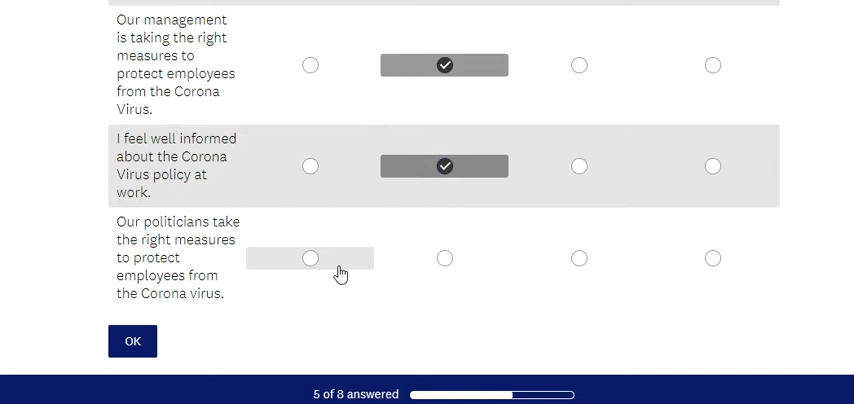 Our management
is taking the right
measures to
protect employees
from the Corona
Virus.
I feel well informed
about the Corona
Virus policy at
work.
Our politicians take
the right measures
to protect
employees from
the Corona virus.
OK
5 of 8 answered